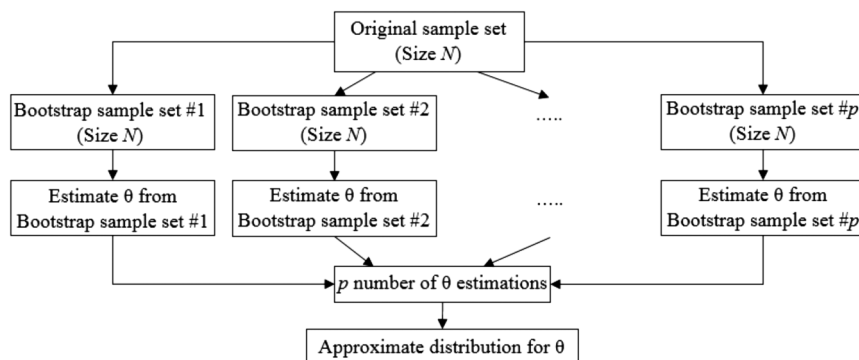 Original sample set
(Size N)
Bootstrap sample set #1
(Size N)
Bootstrap sample set #2
(Size N)
.....
Bootstrap sample set #p
(Size N)
Estimate θ from
Bootstrap sample set #1
Estimate θ from
Bootstrap sample set #2
.....
Estimate θ from
Bootstrap sample set #p
p number of θ estimations
Approximate distribution for θ